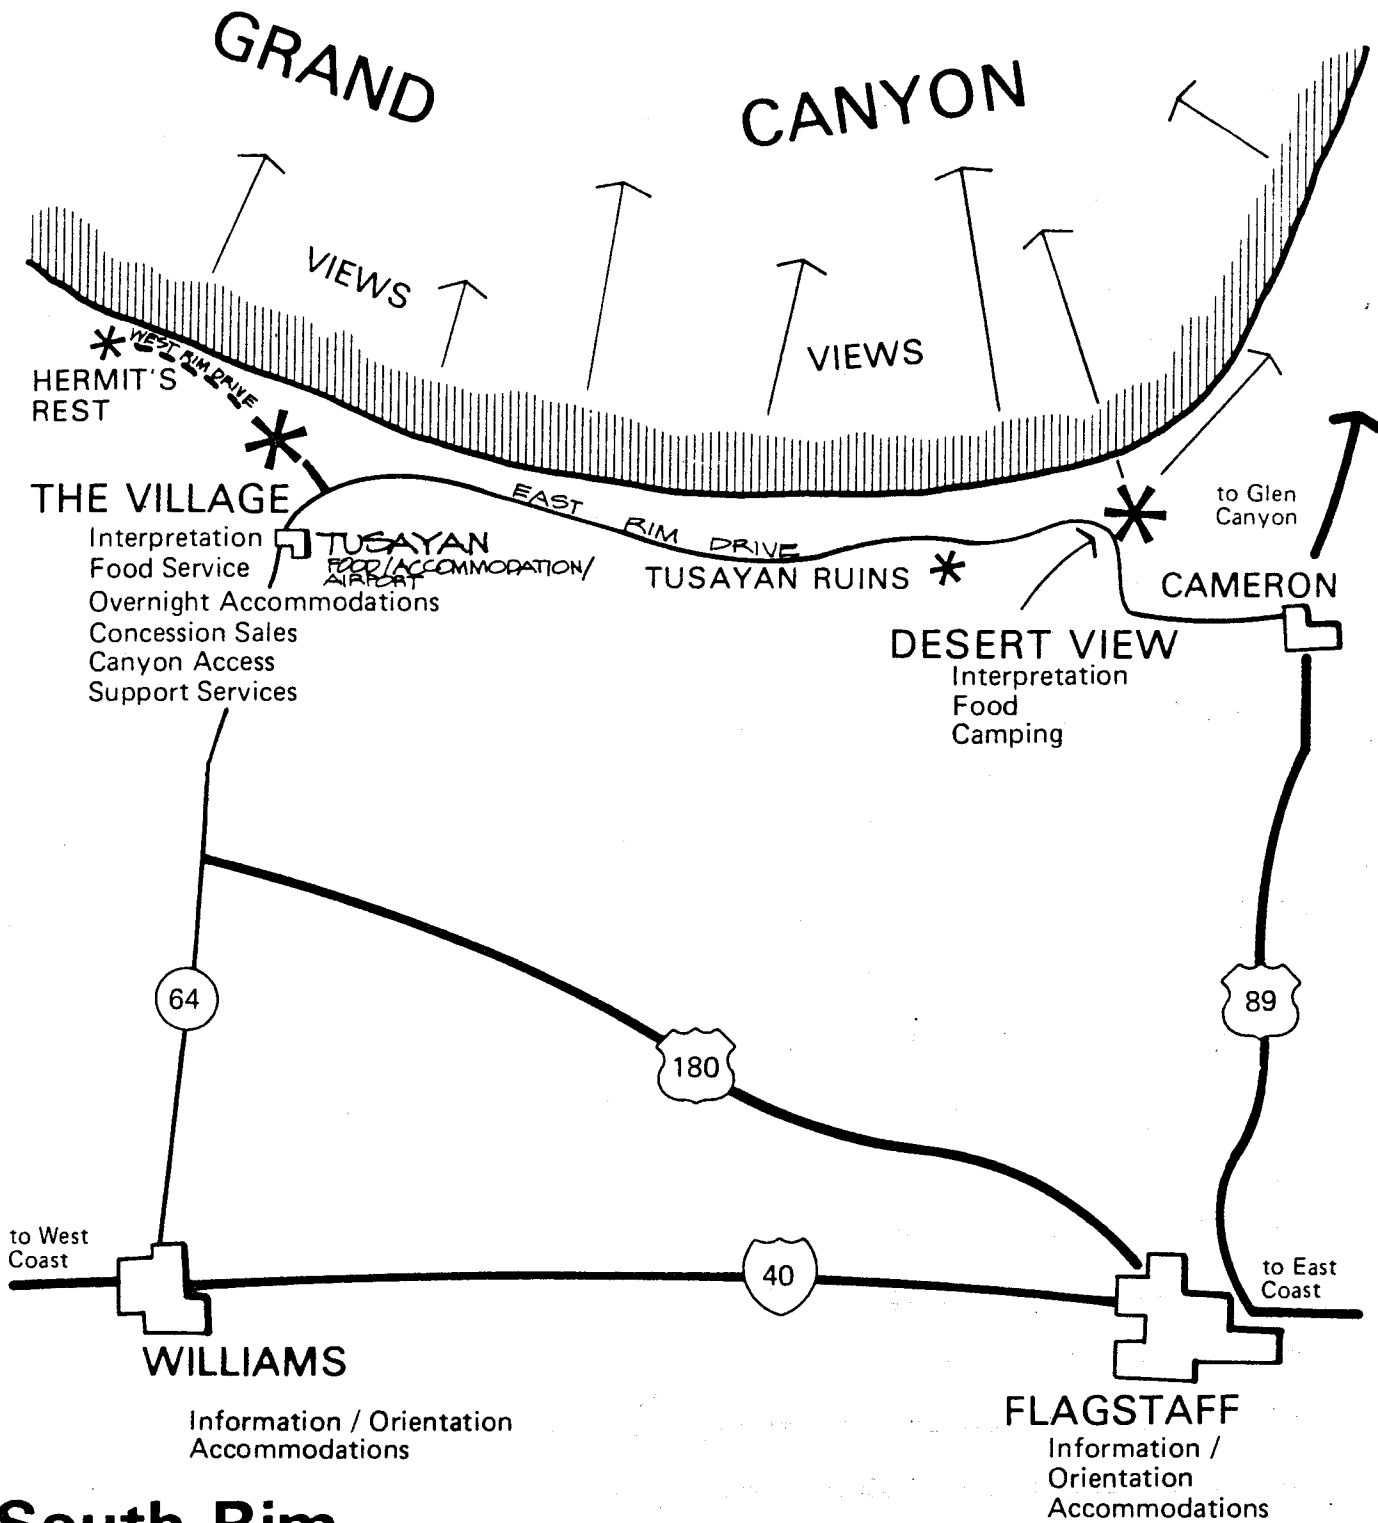 GRAND
CANYON
VIEWS
VIEWS
WEST RIM DRIVE
HERMIT'S
REST
THE VILLAGE
Interpretation
Food Service
Overnight Accommodations
Concession Sales
Canyon Access
Support Services
TUSAYAN
FOOD/ACCOMMODATION/
AIRPORT
EAST RIM DRIVE
TUSAYAN RUINS
to Glen
Canyon
CAMERON
DESERT VIEW
Interpretation
Food
Camping
64
180
89
to West
Coast
40
to East
Coast
WILLIAMS
Information / Orientation
Accommodations
FLAGSTAFF
Information /
Orientation
Accommodations
South Rim